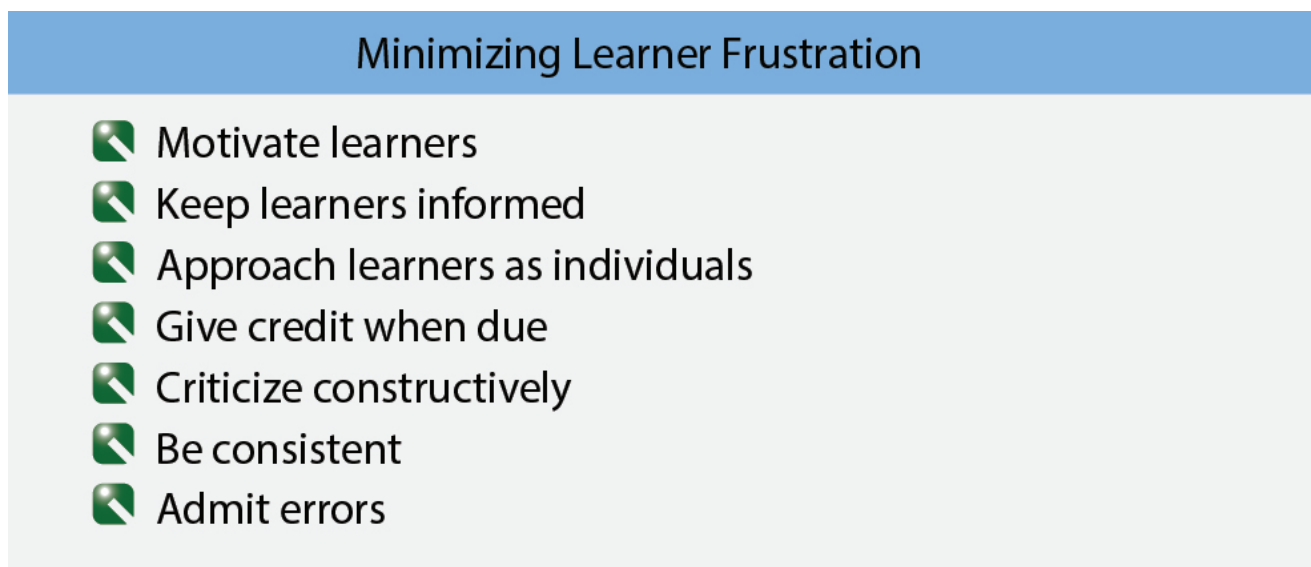 Minimizing Learner Frustration
Motivate learners
Keep learners informed
Approach learners as individuals
Give credit when due
Criticize constructively
Be consistent
Admit errors